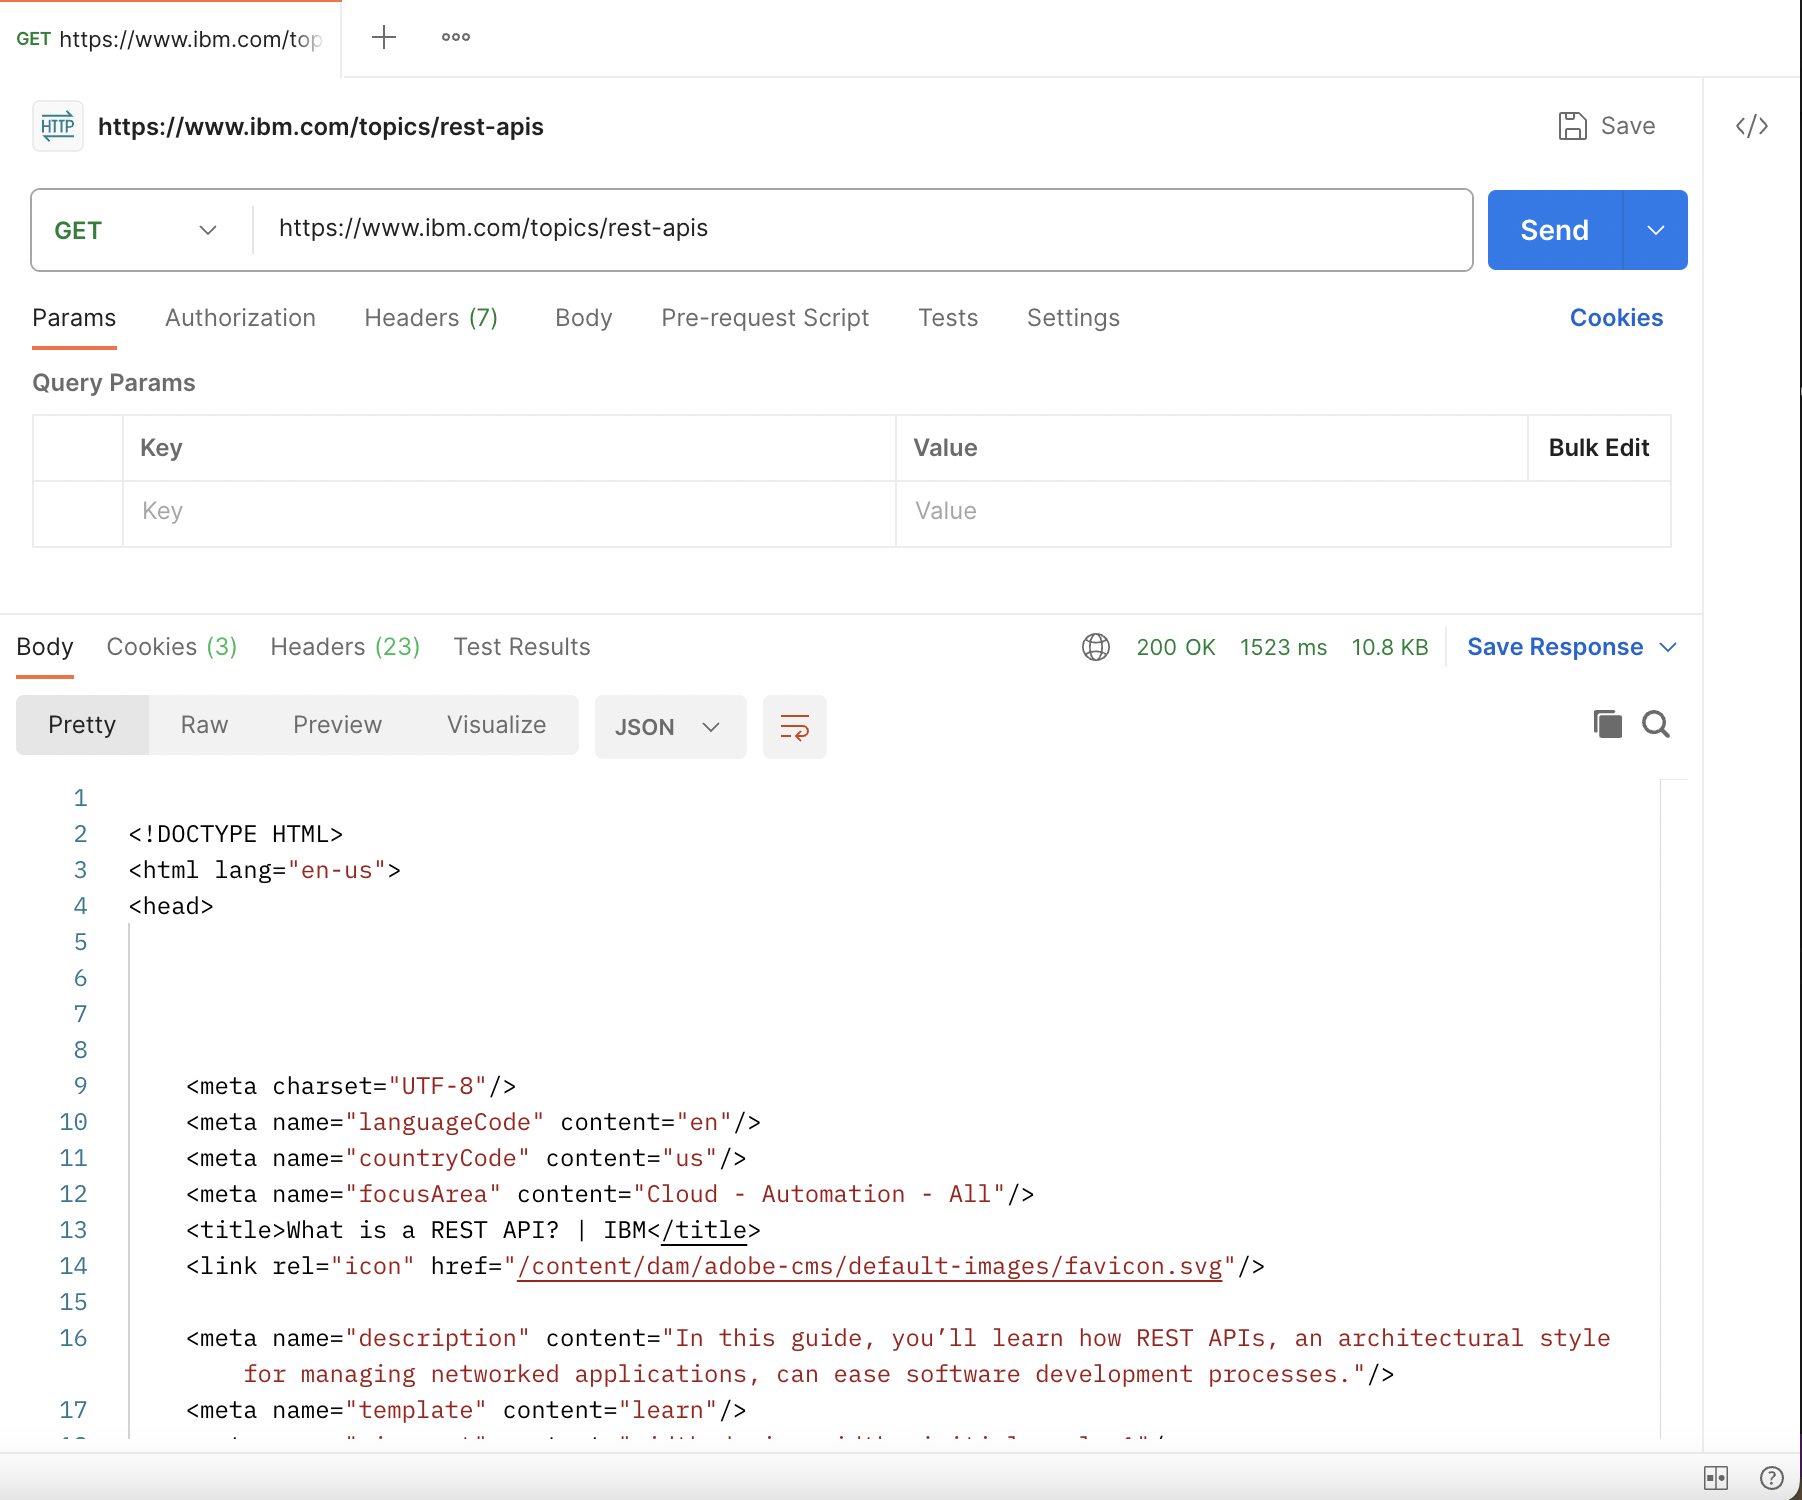 GET https://www.ibm.com/top
HTTP https://www.ibm.com/topics/rest-apis Save </>
GET https://www.ibm.com/topics/rest-apis Send
Params Authorization Headers (7) Body Pre-request Script Tests Settings Cookies
Query Params
Key Value Bulk Edit
Key Value
Body Cookies (3) Headers (23) Test Results 200 OK 1523 ms 10.8 KB Save Response
Pretty Raw Preview Visualize JSON
1
2 <!DOCTYPE HTML>
3 <html lang="en-us">
4 <head>
5
6
7
8
9 <meta charset="UTF-8"/>
10 <meta name="languageCode" content="en"/>
11 <meta name="countryCode" content="us"/>
12 <meta name="focusArea" content="Cloud - Automation - All"/>
13 <title>What is a REST API? | IBM</title>
14 <link rel="icon" href="/content/dam/adobe-cms/default-images/favicon.svg"/>
15
16 <meta name="description" content="In this guide, you’ll learn how REST APIs, an architectural style
for managing networked applications, can ease software development processes."/>
17 <meta name="template" content="learn"/>